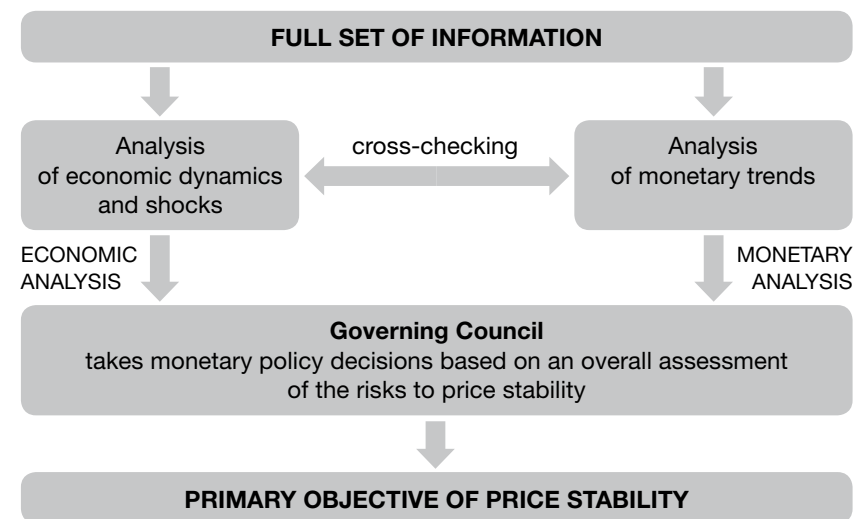 FULL SET OF INFORMATION
Analysis
of economic dynamics
and shocks
cross-checking
Analysis
of monetary trends
ECONOMIC
ANALYSIS
MONETARY
ANALYSIS
Governing Council
takes monetary policy decisions based on an overall assessment
of the risks to price stability
PRIMARY OBJECTIVE OF PRICE STABILITY